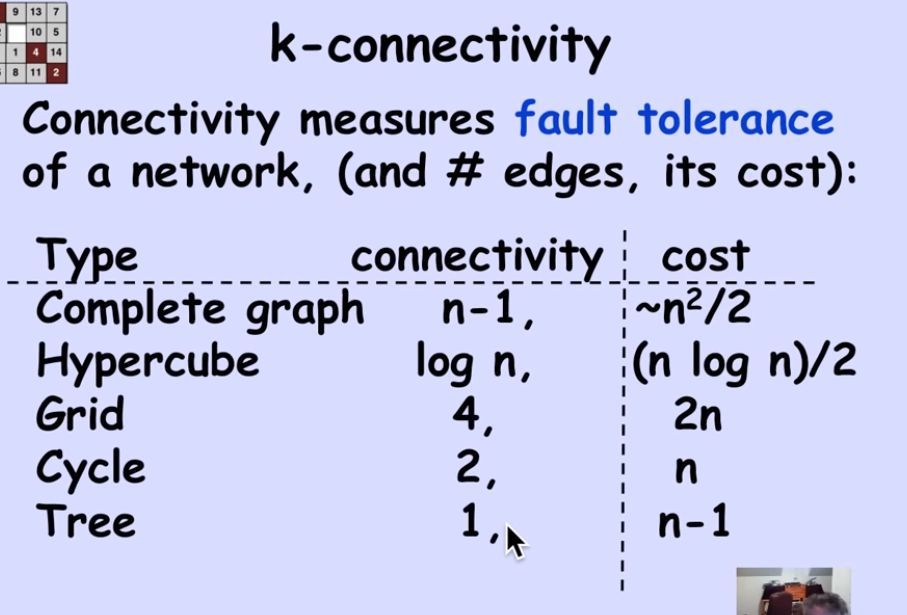 9 13 7
10 5
1 4 14
8 11 2
k-connectivity
Connectivity measures fault tolerance
of a network, (and # edges, its cost):
Type connectivity cost
Complete graph n-1, ~n²/2
Hypercube log n, (n log n)/2
Grid 4, 2n
Cycle 2, n
Tree 1, n-1